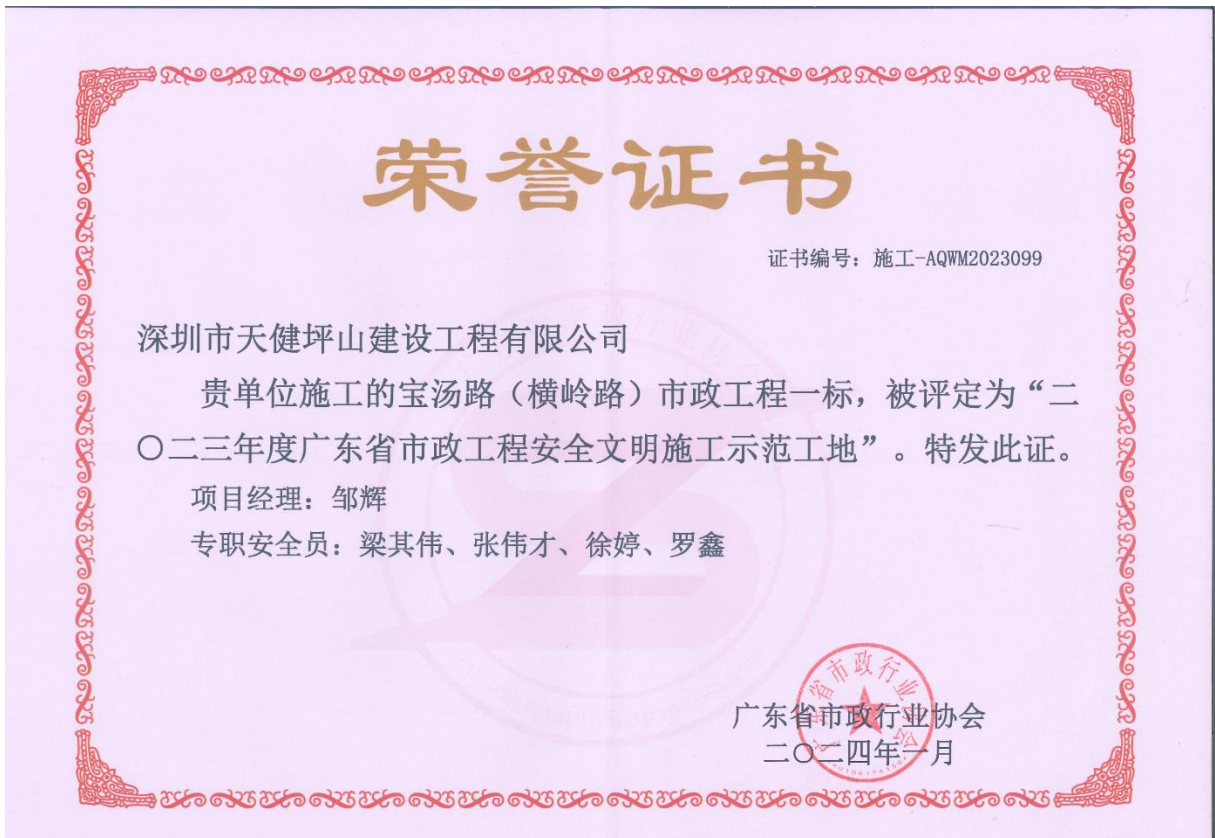 荣誉证书
证书编号：施工-AQWM2023099
深圳市天健坪山建设工程有限公司
贵单位施工的宝汤路（横岭路）市政工程一标，被评定为“二
〇二三年度广东省市政工程安全文明施工示范工地”。特发此证。
项目经理：邹辉
专职安全员：梁其伟、张伟才、徐婷、罗鑫
广东省市政行业协会
二〇二四年一月